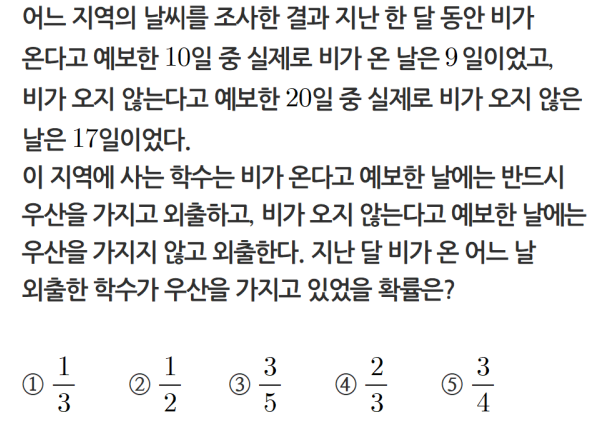 어느 지역의 날씨를 조사한 결과 지난 한 달 동안 비가
온다고 예보한 10일 중 실제로 비가 온 날은 9일이었고,
비가 오지 않는다고 예보한 20일 중 실제로 비가 오지 않은
날은 17일이었다.
이 지역에 사는 학수는 비가 온다고 예보한 날에는 반드시
우산을 가지고 외출하고, 비가 오지 않는다고 예보한 날에는
우산을 가지지 않고 외출한다. 지난 달 비가 온 어느 날
외출한 학수가 우산을 가지고 있었을 확률은?
① 1/3 ② 1/2 ③ 3/5 ④ 2/3 ⑤ 3/4